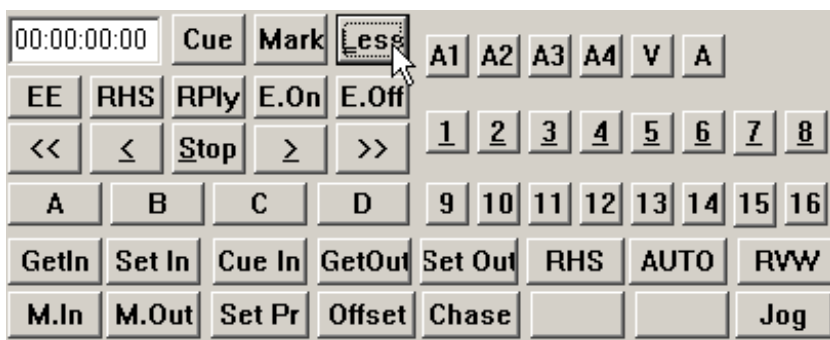 00:00:00:00 Cue Mark Less
A1 A2 A3 A4 V A
EE RHS RPly E.On E.Off
<< < Stop > >>
1 2 3 4 5 6 7 8
A B C D 9 10 11 12 13 14 15 16
GetIn Set In Cue In GetOut Set Out RHS AUTO RVW
M.In M.Out Set Pr Offset Chase Jog